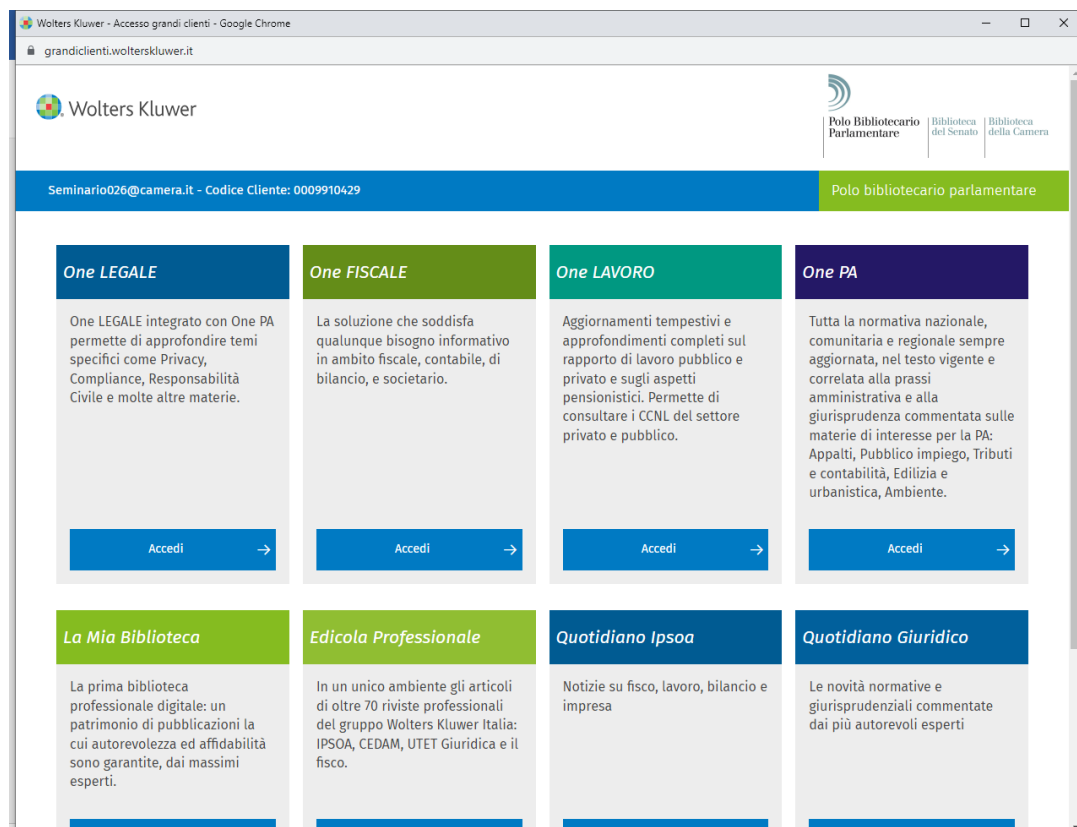 Wolters Kluwer - Accesso grandi clienti - Google Chrome
grandiclienti.wolterskluwer.it
Wolters Kluwer
Polo Bibliotecario
Parlamentare
Biblioteca
del Senato
Biblioteca
della Camera
Seminario026@camera.it - Codice Cliente: 0009910429
Polo bibliotecario parlamentare
One LEGALE
One LEGALE integrato con One PA
permette di approfondire temi
specifici come Privacy,
Compliance, Responsabilità
Civile e molte altre materie.
Accedi
One FISCALE
La soluzione che soddisfa
qualunque bisogno informativo
in ambito fiscale, contabile, di
bilancio, e societario.
Accedi
One LAVORO
Aggiornamenti tempestivi e
approfondimenti completi sul
rapporto di lavoro pubblico e
privato e sugli aspetti
pensionistici. Permette di
consultare i CCNL del settore
privato e pubblico.
Accedi
One PA
Tutta la normativa nazionale,
comunitaria e regionale sempre
aggiornata, nel testo vigente e
correlata alla prassi
amministrativa e alla
giurisprudenza commentata sulle
materie di interesse per la PA:
Appalti, Pubblico impiego, Tributi
e contabilità, Edilizia e
urbanistica, Ambiente.
Accedi
La Mia Biblioteca
La prima biblioteca
professionale digitale: un
patrimonio di pubblicazioni la
cui autorevolezza ed affidabilità
sono garantite, dai massimi
esperti.
Edicola Professionale
In un unico ambiente gli articoli
di oltre 70 riviste professionali
del gruppo Wolters Kluwer Italia:
IPSOA, CEDAM, UTET Giuridica e il
fisco.
Quotidiano Ipsoa
Notizie su fisco, lavoro, bilancio e
impresa
Quotidiano Giuridico
Le novità normative e
giurisprudenziali commentate
dai più autorevoli esperti